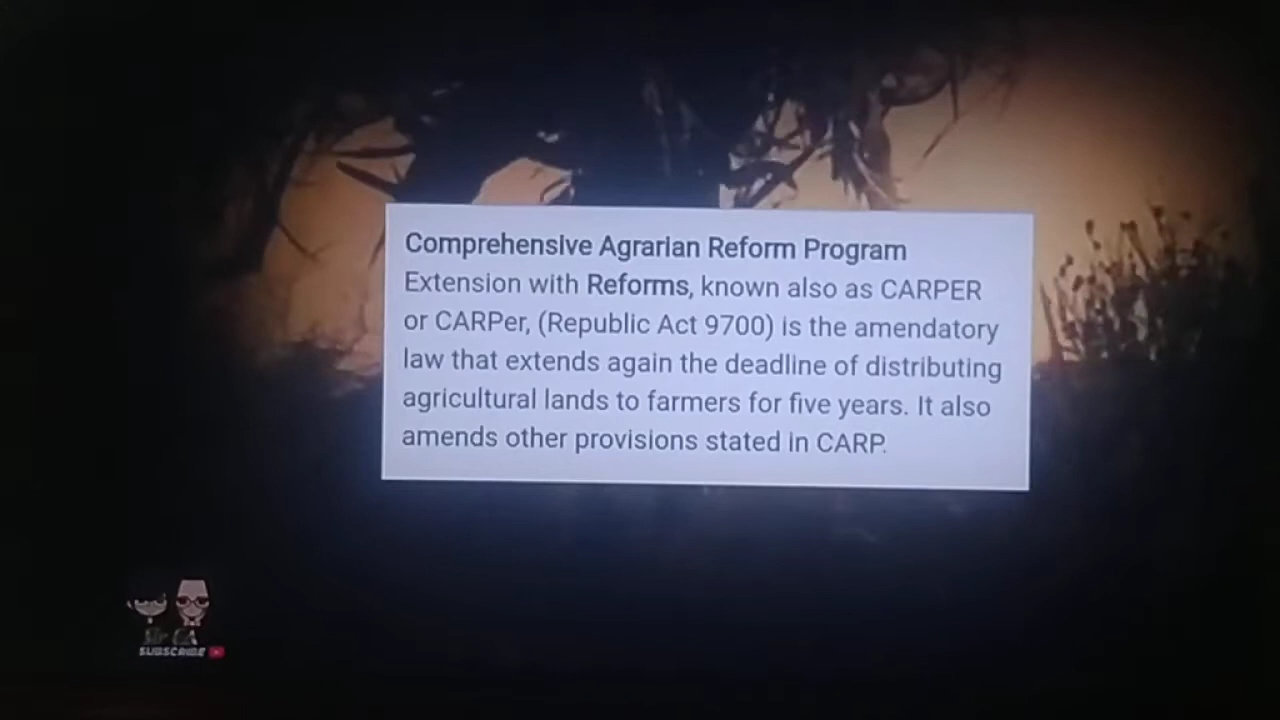 Comprehensive Agrarian Reform Program
Extension with Reforms, known also as CARPER
or CARPer, (Republic Act 9700) is the amendatory
law that extends again the deadline of distributing
agricultural lands to farmers for five years. It also
amends other provisions stated in CARP.
SUBSCRIBE